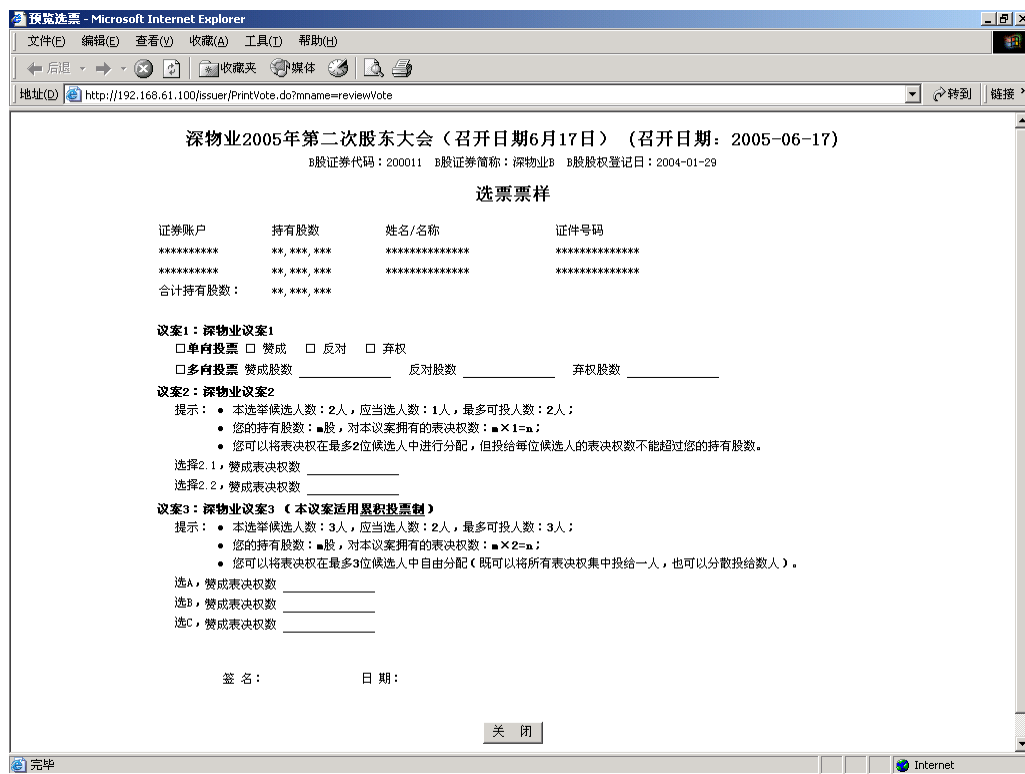 预览选票 - Microsoft Internet Explorer
文件(F) 编辑(E) 查看(V) 收藏(A) 工具(T) 帮助(H)
后退 收藏夹 媒体
地址(D) http://192.168.61.100/issuer/PrintVote.do?mname=reviewVote 转到 链接 »
深物业2005年第二次股东大会（召开日期6月17日） (召开日期: 2005-06-17)
B股证券代码：200011 B股证券简称：深物业B B股股权登记日：2004-01-29
选票票样
证券账户 持有股数 姓名/名称 证件号码
********** **,***,*** ************** **************
********** **,***,*** ************** **************
合计持有股数： **,***,***
议案1：深物业议案1
□单向投票 □ 赞成 □ 反对 □ 弃权
□多向投票 赞成股数 ____________ 反对股数 ____________ 弃权股数 ____________
议案2：深物业议案2
提示： ● 本选举候选人数：2人，应当选人数：1人，最多可投人数：2人；
● 您的持有股数：m股，对本议案拥有的表决权数：m×1=n；
● 您可以将表决权在最多2位候选人中进行分配，但投给每位候选人的表决权数不能超过您的持有股数。
选择2.1，赞成表决权数 ____________
选择2.2，赞成表决权数 ____________
议案3：深物业议案3 （本议案适用累积投票制）
提示： ● 本选举候选人数：3人，应当选人数：2人，最多可投人数：3人；
● 您的持有股数：m股，对本议案拥有的表决权数：m×2=n；
● 您可以将表决权在最多3位候选人中自由分配（既可以将所有表决权集中投给一人，也可以分散投给数人）。
选A，赞成表决权数 ____________
选B，赞成表决权数 ____________
选C，赞成表决权数 ____________
签 名： 日 期：
关 闭
完毕 Internet